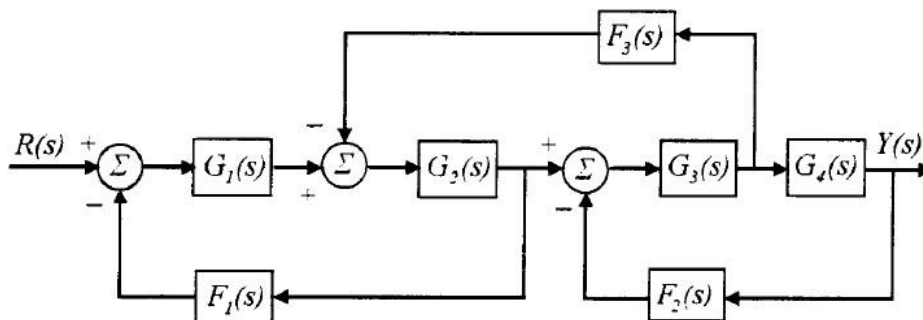 F₃(s)
R(s) + Σ G₁(s) + − Σ G₂(s) + Σ G₃(s) G₄(s) Y(s)
− −
F₁(s) F₂(s)